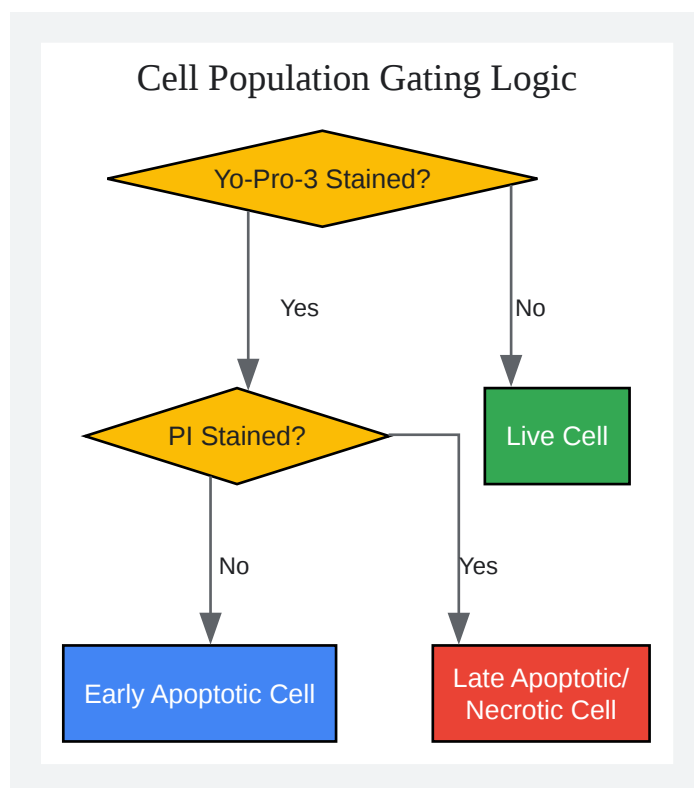 Cell Population Gating Logic
Yo-Pro-3 Stained?
Yes
No
PI Stained?
Live Cell
No
Yes
Early Apoptotic Cell
Late Apoptotic/
Necrotic Cell